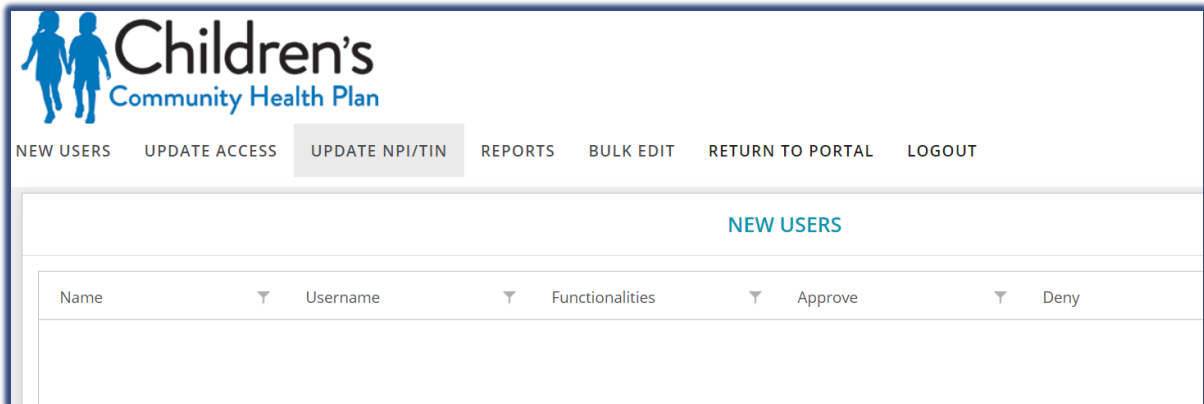 Children's
Community Health Plan
NEW USERS UPDATE ACCESS UPDATE NPI/TIN REPORTS BULK EDIT RETURN TO PORTAL LOGOUT
NEW USERS
Name Username Functionalities Approve Deny